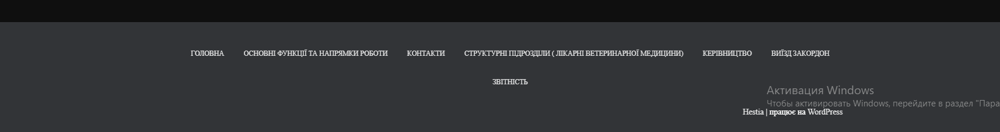 ГОЛОВНА ОСНОВНІ ФУНКЦІЇ ТА НАПРЯМКИ РОБОТИ КОНТАКТИ СТРУКТУРНІ ПІДРОЗДІЛИ ( ЛІКАРНІ ВЕТЕРИНАРНОЇ МЕДИЦИНИ) КЕРІВНИЦТВО ВИЇЗД ЗАКОРДОН
ЗВІТНІСТЬ
Активация Windows
Чтобы активировать Windows, перейдите в раздел "Пара
Hestia | працює на WordPress